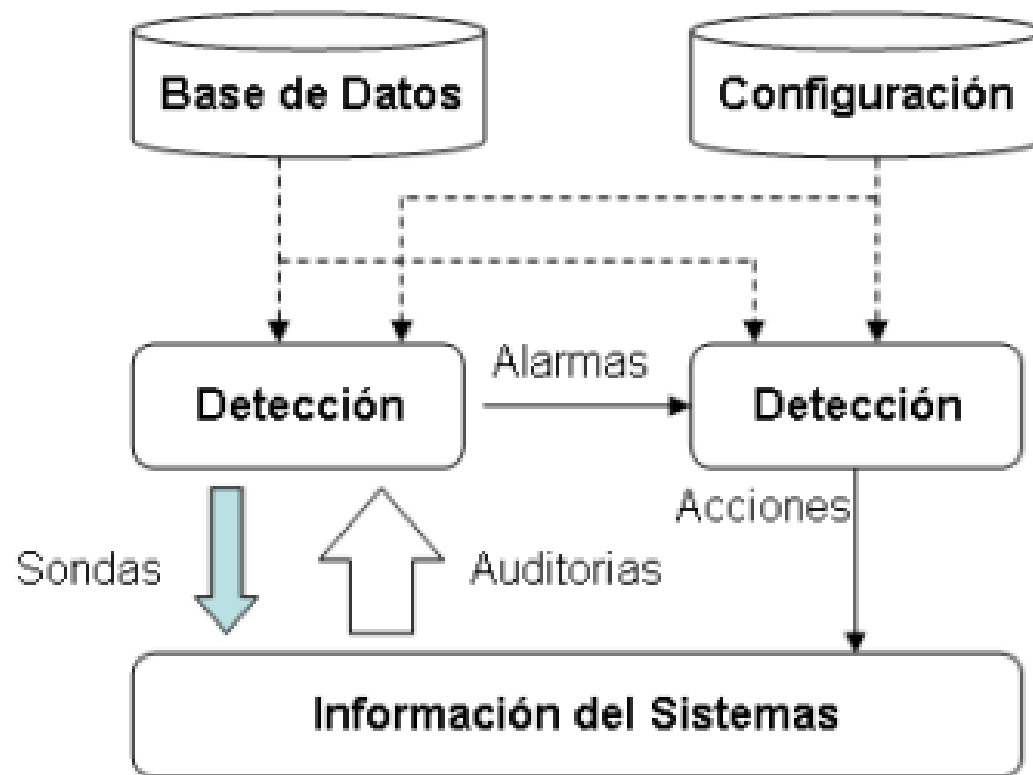 Base de Datos
Configuración
Alarmas
Detección
Detección
Acciones
Sondas
Auditorias
Información del Sistemas